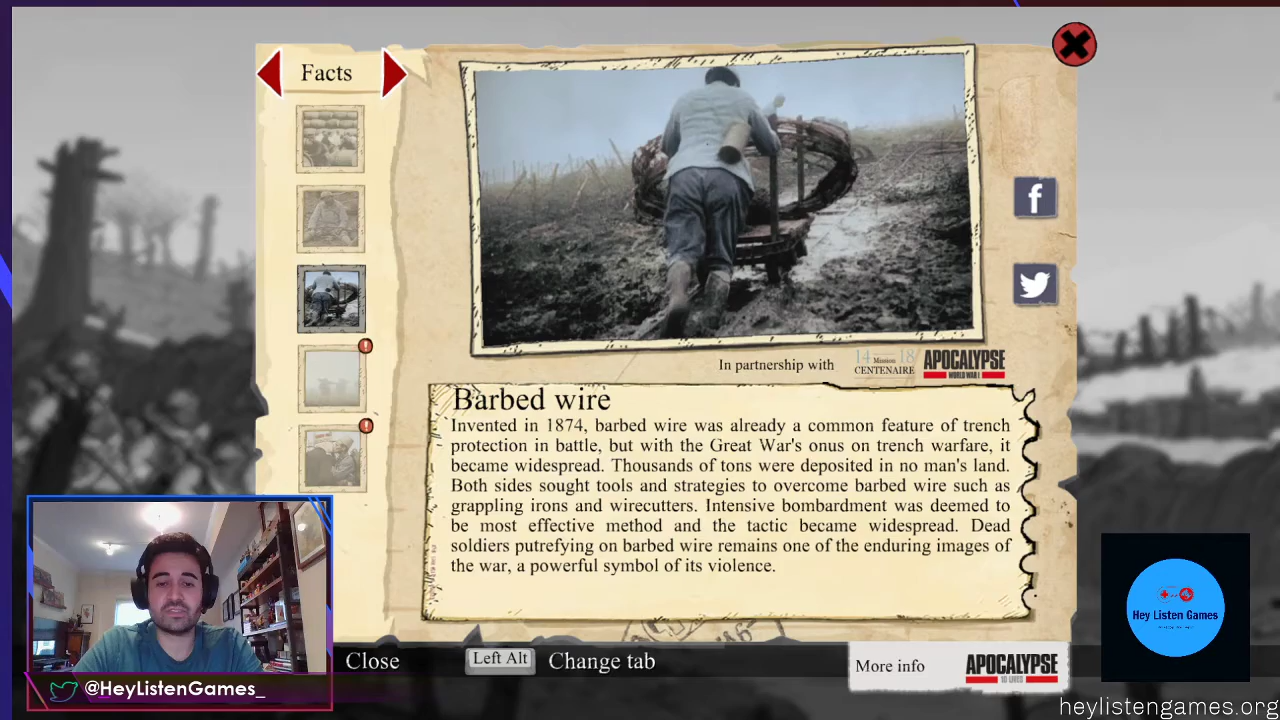 Facts
In partnership with
14 Mission 18
CENTENAIRE
APOCALYPSE
WORLD WAR I
Barbed wire
Invented in 1874, barbed wire was already a common feature of trench
protection in battle, but with the Great War's onus on trench warfare, it
became widespread. Thousands of tons were deposited in no man's land.
Both sides sought tools and strategies to overcome barbed wire such as
grappling irons and wirecutters. Intensive bombardment was deemed to
be most effective method and the tactic became widespread. Dead
soldiers putrefying on barbed wire remains one of the enduring images of
the war, a powerful symbol of its violence.
Close
Left Alt
Change tab
More info
APOCALYPSE
10 LIVES
Hey Listen Games
@HeyListenGames_
heylistengames.org